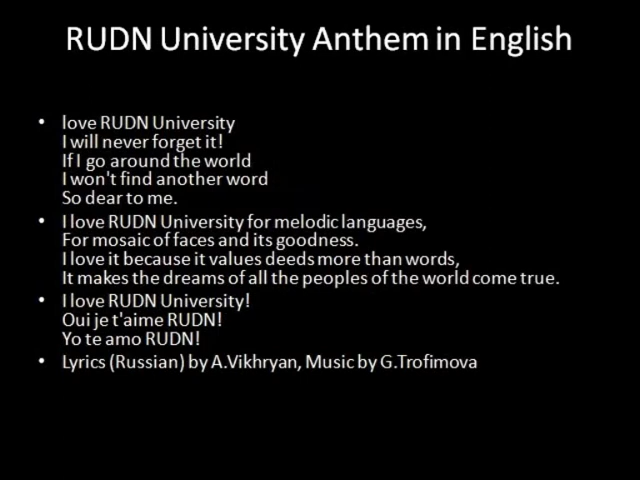 RUDN University Anthem in English
• love RUDN University
I will never forget it!
If I go around the world
I won't find another word
So dear to me.
• I love RUDN University for melodic languages,
For mosaic of faces and its goodness.
I love it because it values deeds more than words,
It makes the dreams of all the peoples of the world come true.
• I love RUDN University!
Oui je t'aime RUDN!
Yo te amo RUDN!
• Lyrics (Russian) by A.Vikhryan, Music by G.Trofimova